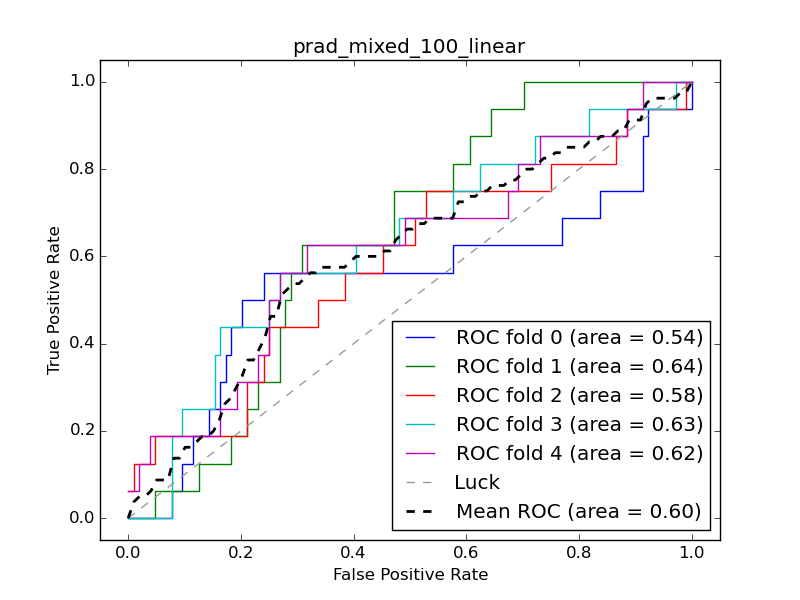 prad_mixed_100_linear
True Positive Rate
1.0
0.8
0.6
0.4
0.2
0.0
ROC fold 0 (area = 0.54)
ROC fold 1 (area = 0.64)
ROC fold 2 (area = 0.58)
ROC fold 3 (area = 0.63)
ROC fold 4 (area = 0.62)
Luck
Mean ROC (area = 0.60)
0.0 0.2 0.4 0.6 0.8 1.0
False Positive Rate